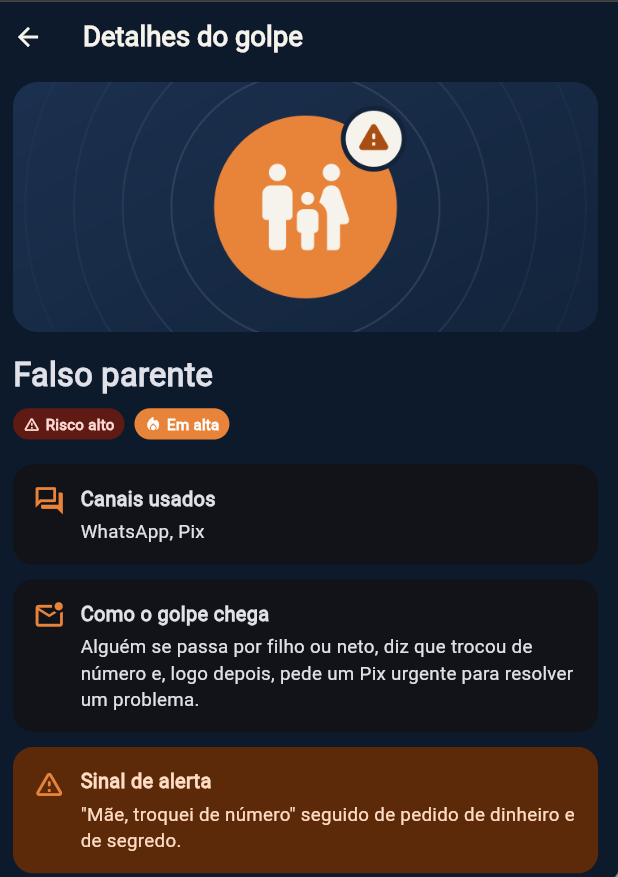 Detalhes do golpe
Falso parente
Risco alto
Em alta
Canais usados
WhatsApp, Pix
Como o golpe chega
Alguém se passa por filho ou neto, diz que trocou de
número e, logo depois, pede um Pix urgente para resolver
um problema.
Sinal de alerta
"Mãe, troquei de número" seguido de pedido de dinheiro e
de segredo.